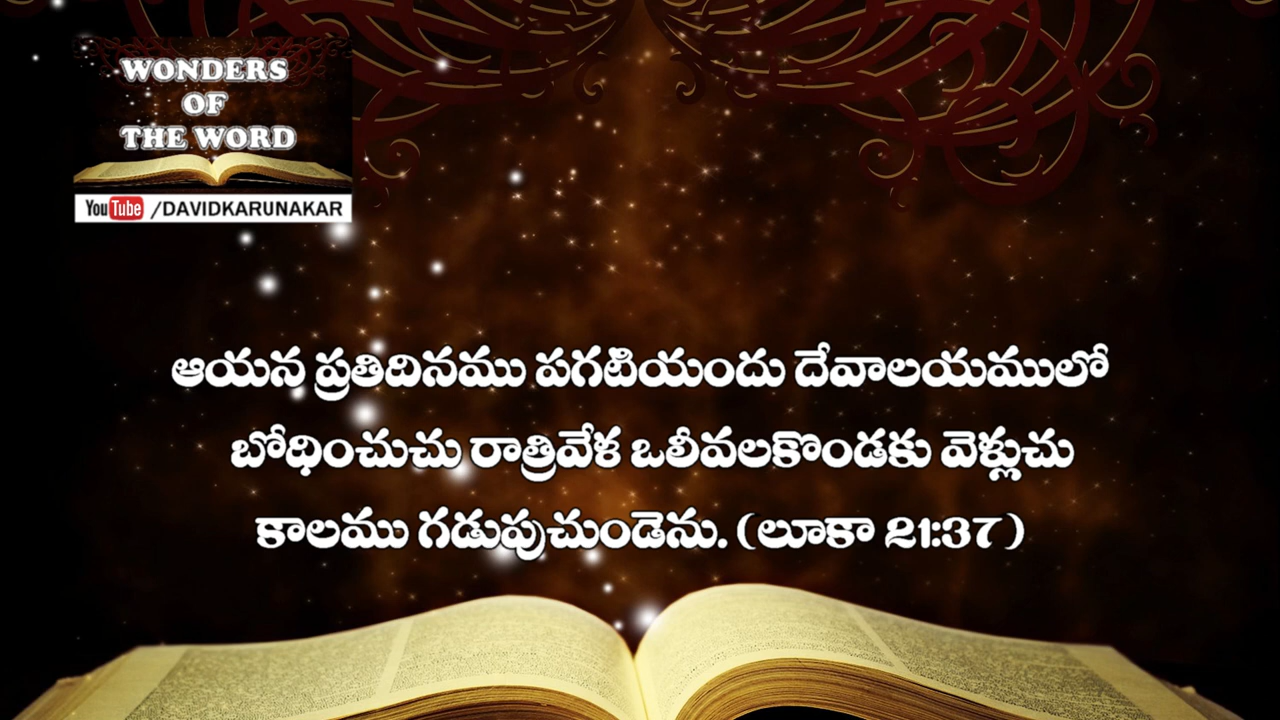 WONDERS
OF
THE WORD
YouTube /DAVIDKARUNAKAR
ఆయన ప్రతిదినము పగటియందు దేవాలయములో
బోధించుచు రాత్రివేళ ఒలీవలకొండకు వెళ్లుచు
కాలము గడుపుచుండెను. (లూకా 21:37)